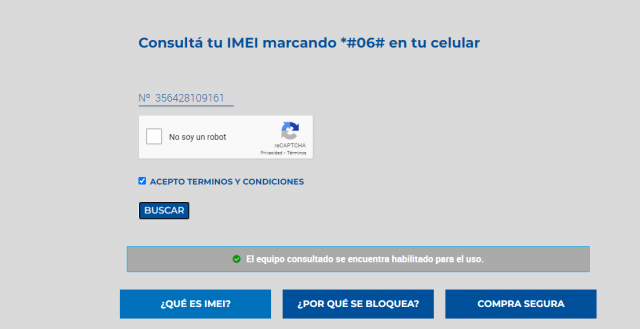 Consultá tu IMEI marcando *#06# en tu celular
Nº 356428109161
No soy un robot
reCAPTCHA
Privacidad - Términos
ACEPTO TERMINOS Y CONDICIONES
BUSCAR
El equipo consultado se encuentra habilitado para el uso.
¿QUÉ ES IMEI?
¿POR QUÉ SE BLOQUEA?
COMPRA SEGURA